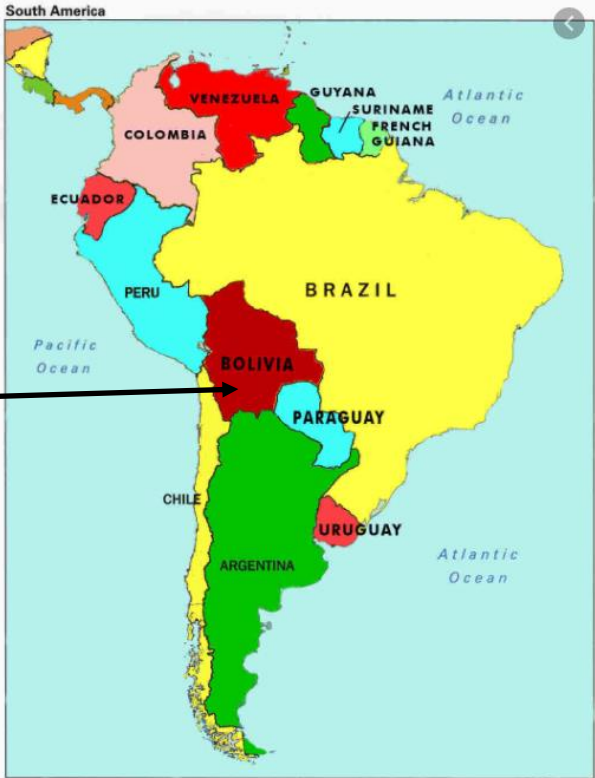 South America
VENEZUELA
GUYANA
Atlantic
Ocean
SURINAME
FRENCH
GUIANA
COLOMBIA
ECUADOR
PERU
BRAZIL
Pacific
Ocean
BOLIVIA
PARAGUAY
CHILE
URUGUAY
ARGENTINA
Atlantic
Ocean